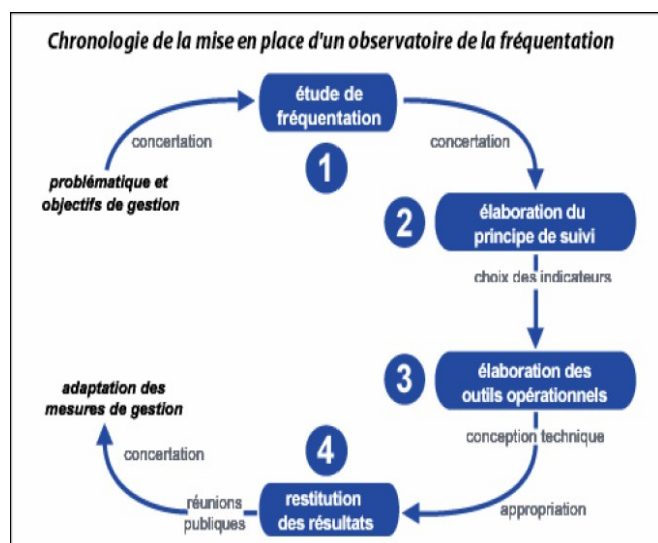 Chronologie de la mise en place d'un observatoire de la fréquentation
étude de
fréquentation
concertation
concertation
1
problématique et
objectifs de gestion
2
élaboration du
principe de suivi
choix des indicateurs
3
élaboration des
outils opérationnels
adaptation des
mesures de gestion
conception technique
4
concertation
réunions
publiques
restitution
des résultats
appropriation